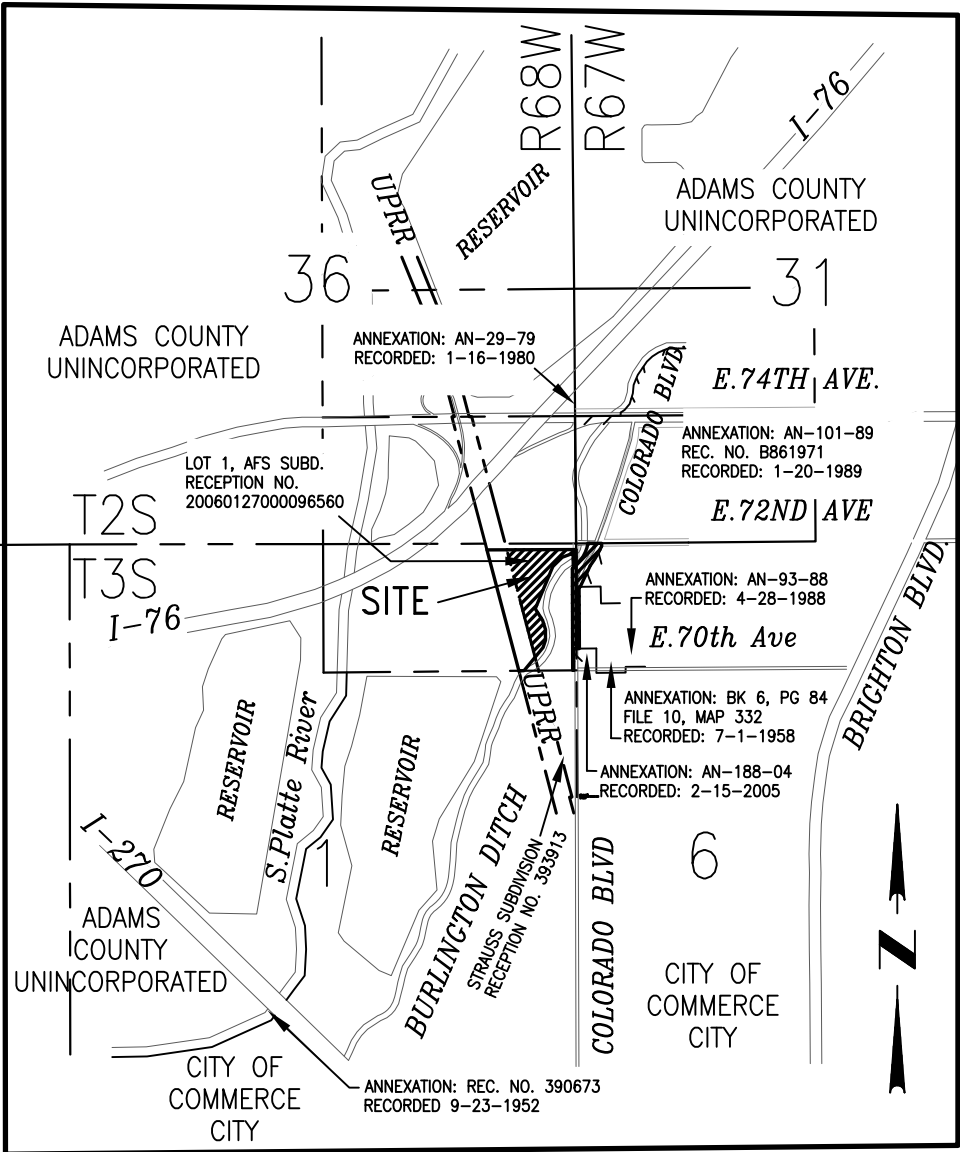 R68W
R67W
I-76
UPRR
RESERVOIR
ADAMS COUNTY
UNINCORPORATED
36
31
ADAMS COUNTY
UNINCORPORATED
ANNEXATION: AN-29-79
RECORDED: 1-16-1980
COLORADO BLVD.
E.74TH AVE.
ANNEXATION: AN-101-89
REC. NO. B861971
RECORDED: 1-20-1989
LOT 1, AFS SUBD.
RECEPTION NO.
20060127000096560
T2S
E.72ND AVE
T3S
I-76
SITE
ANNEXATION: AN-93-88
RECORDED: 4-28-1988
E.70th Ave
BRIGHTON BLVD.
UPRR
ANNEXATION: BK 6, PG 84
FILE 10, MAP 332
RECORDED: 7-1-1958
RESERVOIR
S.Platte River
RESERVOIR
ANNEXATION: AN-188-04
RECORDED: 2-15-2005
I-270
1
BURLINGTON DITCH
STRAUSS SUBDIVISION
RECEPTION NO. 393913
COLORADO BLVD
6
ADAMS
COUNTY
UNINCORPORATED
CITY OF
COMMERCE
CITY
N
CITY OF
COMMERCE
CITY
ANNEXATION: REC. NO. 390673
RECORDED 9-23-1952